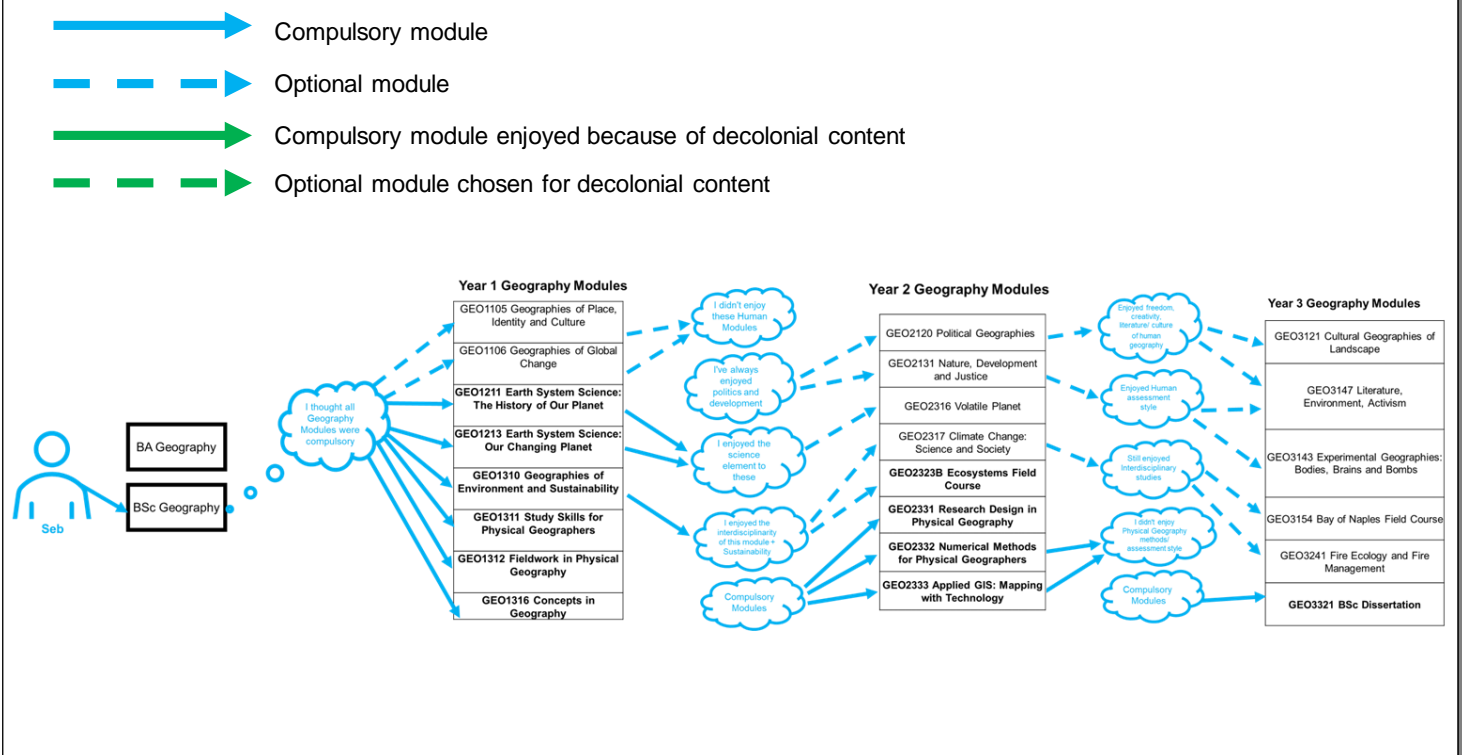 Compulsory module
Optional module
Compulsory module enjoyed because of decolonial content
Optional module chosen for decolonial content
Seb
BA Geography
BSc Geography
I thought all
Geography
Modules were
compulsory
Year 1 Geography Modules
GEO1105 Geographies of Place,
Identity and Culture
GEO1106 Geographies of Global
Change
GEO1211 Earth System Science:
The History of Our Planet
GEO1213 Earth System Science:
Our Changing Planet
GEO1310 Geographies of
Environment and Sustainability
GEO1311 Study Skills for
Physical Geographers
GEO1312 Fieldwork in Physical
Geography
GEO1316 Concepts in
Geography
I didn't enjoy
these Human
Modules
I've always
enjoyed
politics and
development
I enjoyed the
science
element to
these
I enjoyed the
interdisciplinarity
of this module +
Sustainability
Compulsory
Modules
Year 2 Geography Modules
GEO2120 Political Geographies
GEO2131 Nature, Development
and Justice
GEO2316 Volatile Planet
GEO2317 Climate Change:
Science and Society
GEO2323B Ecosystems Field
Course
GEO2331 Research Design in
Physical Geography
GEO2332 Numerical Methods
for Physical Geographers
GEO2333 Applied GIS: Mapping
with Technology
Enjoyed freedom,
creativity,
literature/ culture
of human
geography
Enjoyed Human
assessment
style
Still enjoyed
Interdisciplinary
studies
I didn't enjoy
Physical Geography
methods/
assessment style
Compulsory
Modules
Year 3 Geography Modules
GEO3121 Cultural Geographies of
Landscape
GEO3147 Literature,
Environment, Activism
GEO3143 Experimental Geographies:
Bodies, Brains and Bombs
GEO3154 Bay of Naples Field Course
GEO3241 Fire Ecology and Fire
Management
GEO3321 BSc Dissertation